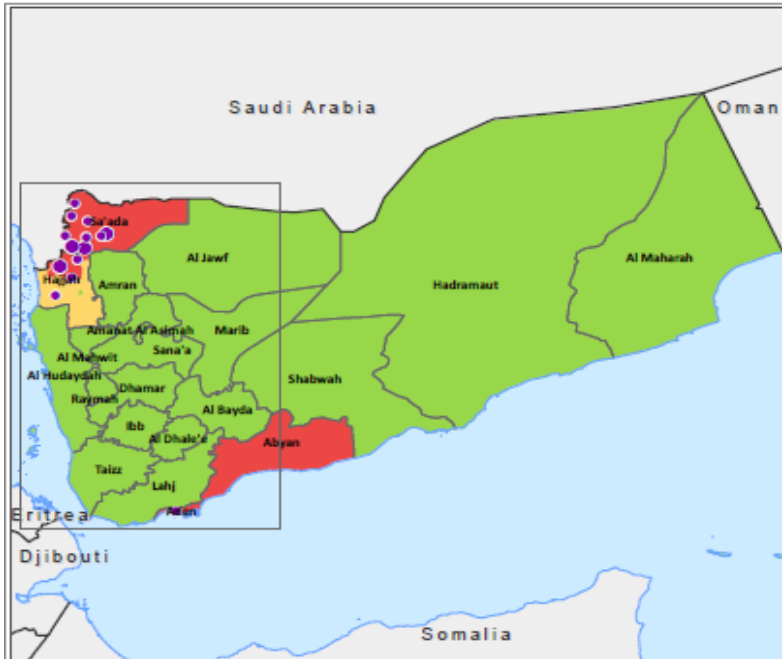 Saudi Arabia
Oman
Sa'ada
Al Jawf
Al Maharah
Hajjah
Amran
Hadramaut
Amanat Al Asimah
Marib
Sana'a
Al Mahwit
Al Hudaydah
Shabwah
Dhamar
Raymah
Al Bayda
Ibb
Al Dhale'e
Abyan
Taizz
Lahj
Aden
Eritrea
Djibouti
Somalia